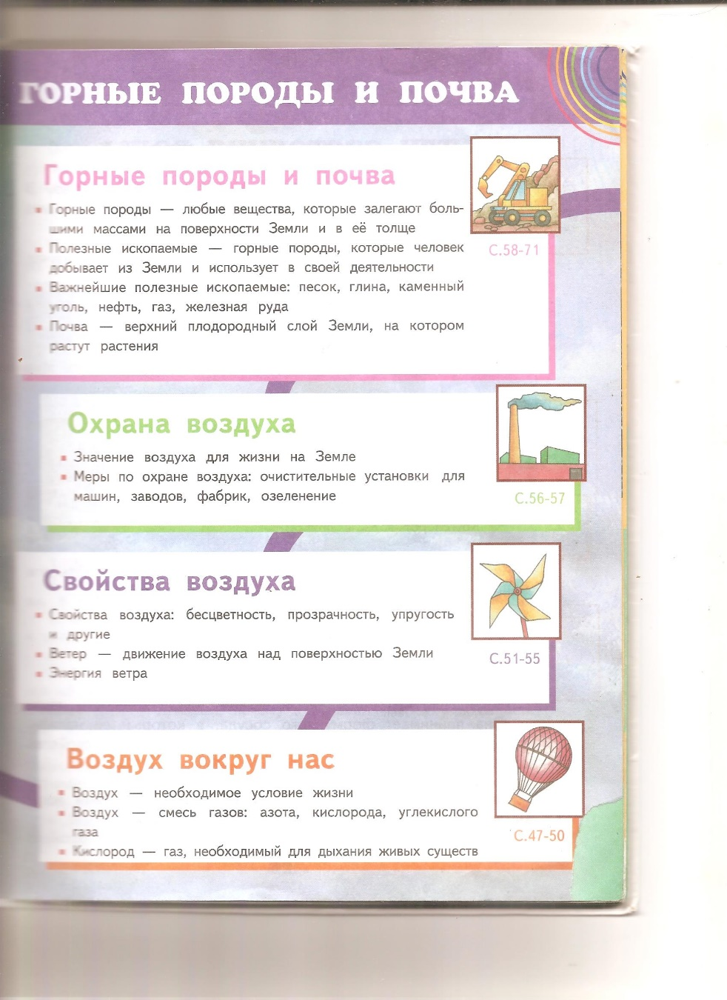 ГОРНЫЕ ПОРОДЫ И ПОЧВА
Горные породы и почва
Горные породы — любые вещества, которые залегают боль-
шими массами на поверхности Земли и в её толще
Полезные ископаемые — горные породы, которые человек
добывает из Земли и использует в своей деятельности
Важнейшие полезные ископаемые: песок, глина, каменный
уголь, нефть, газ, железная руда
Почва — верхний плодородный слой Земли, на котором
растут растения
С.58-71
Охрана воздуха
Значение воздуха для жизни на Земле
Меры по охране воздуха: очистительные установки для
машин, заводов, фабрик, озеленение
С.56-57
Свойства воздуха
Свойства воздуха: бесцветность, прозрачность, упругость
и другие
Ветер — движение воздуха над поверхностью Земли
Энергия ветра
С.51-55
Воздух вокруг нас
Воздух — необходимое условие жизни
Воздух — смесь газов: азота, кислорода, углекислого
газа
Кислород — газ, необходимый для дыхания живых существ
С.47-50